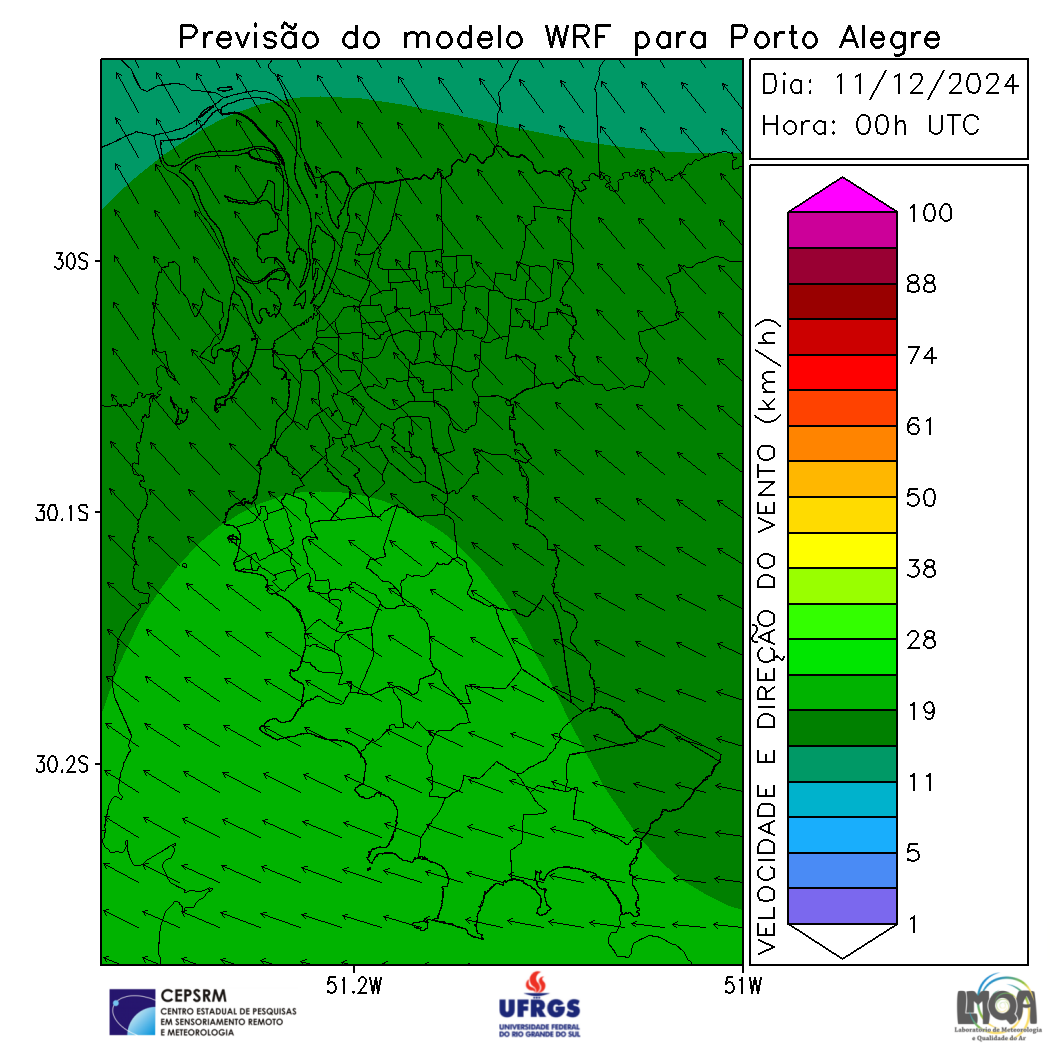 Previsão do modelo WRF para Porto Alegre
Dia: 11/12/2024
Hora: 00h UTC
30S
30.1S
30.2S
51.2W
51W
VELOCIDADE E DIREÇÃO DO VENTO (km/h)
100
88
74
61
50
38
28
19
11
5
1
CEPSRM
CENTRO ESTADUAL DE PESQUISAS
EM SENSORIAMENTO REMOTO
E METEOROLOGIA
UFRGS
UNIVERSIDADE FEDERAL
DO RIO GRANDE DO SUL
LMQA
Laboratório de Meteorologia
e Qualidade do Ar